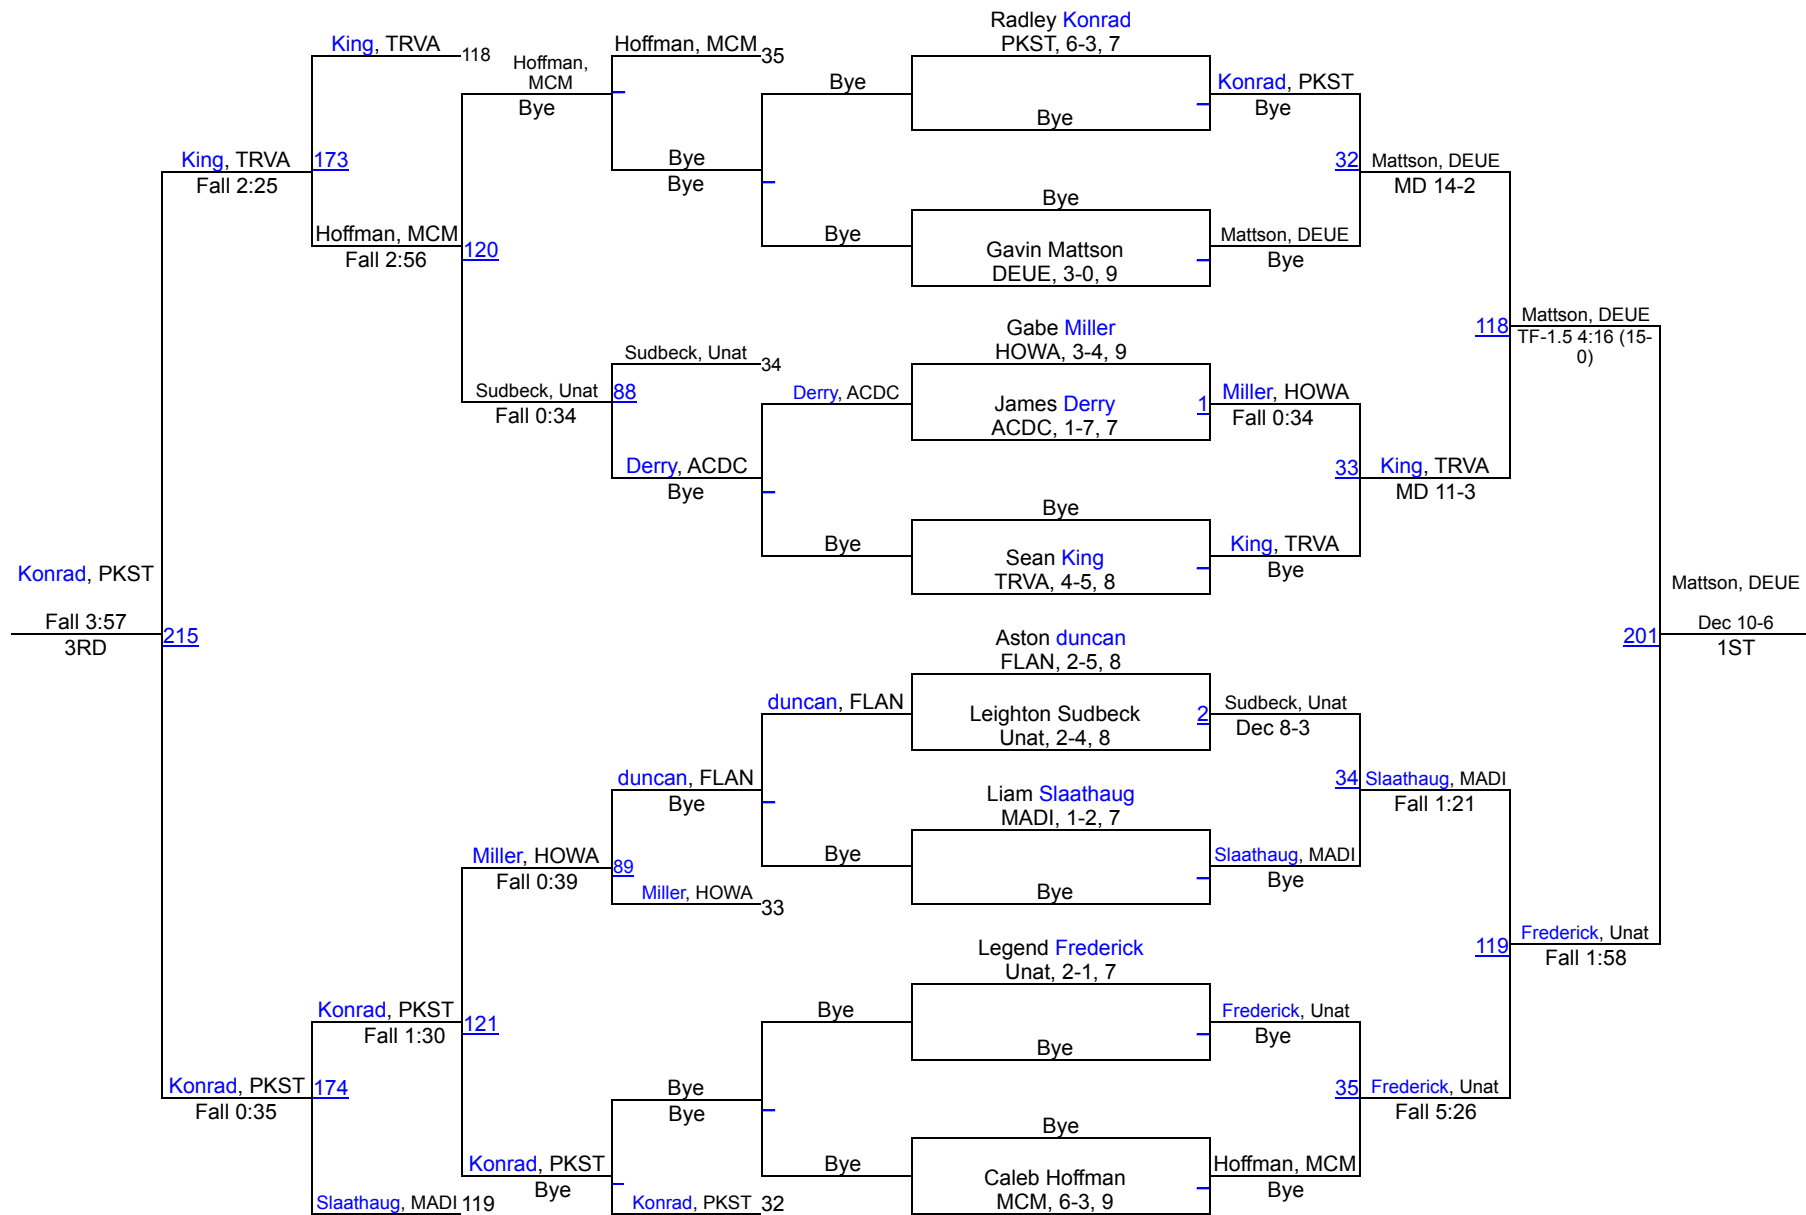 Radley Konrad
PKST, 6-3, 7
King, TRVA
118
Hoffman,
MCM
Bye
Hoffman, MCM
35
Bye
Bye
Konrad, PKST
Bye
King, TRVA
Fall 2:25
173
Bye
Bye
32
Mattson, DEUE
MD 14-2
Hoffman, MCM
Fall 2:56
120
Bye
Bye
Gavin Mattson
DEUE, 3-0, 9
Mattson, DEUE
Bye
Gabe Miller
HOWA, 3-4, 9
118
Mattson, DEUE
TF-1.5 4:16 (15-
0)
Sudbeck, Unat
34
Sudbeck, Unat
Fall 0:34
88
Derry, ACDC
James Derry
ACDC, 1-7, 7
1
Miller, HOWA
Fall 0:34
Derry, ACDC
Bye
33
King, TRVA
MD 11-3
Bye
Bye
Sean King
TRVA, 4-5, 8
King, TRVA
Bye
Konrad, PKST
Fall 3:57
3RD
215
Mattson, DEUE
Dec 10-6
1ST
201
Aston duncan
FLAN, 2-5, 8
duncan, FLAN
Leighton Sudbeck
Unat, 2-4, 8
2
Sudbeck, Unat
Dec 8-3
duncan, FLAN
Bye
Liam Slaathaug
MADI, 1-2, 7
34
Slaathaug, MADI
Fall 1:21
Miller, HOWA
Fall 0:39
89
Bye
Bye
Slaathaug, MADI
Bye
Miller, HOWA
33
Legend Frederick
Unat, 2-1, 7
119
Frederick, Unat
Fall 1:58
Konrad, PKST
Fall 1:30
121
Bye
Bye
Frederick, Unat
Bye
Konrad, PKST
Fall 0:35
174
Bye
Bye
35
Frederick, Unat
Fall 5:26
Bye
Konrad, PKST
Bye
Bye
Caleb Hoffman
MCM, 6-3, 9
Hoffman, MCM
Bye
Slaathaug, MADI
119
Konrad, PKST
32